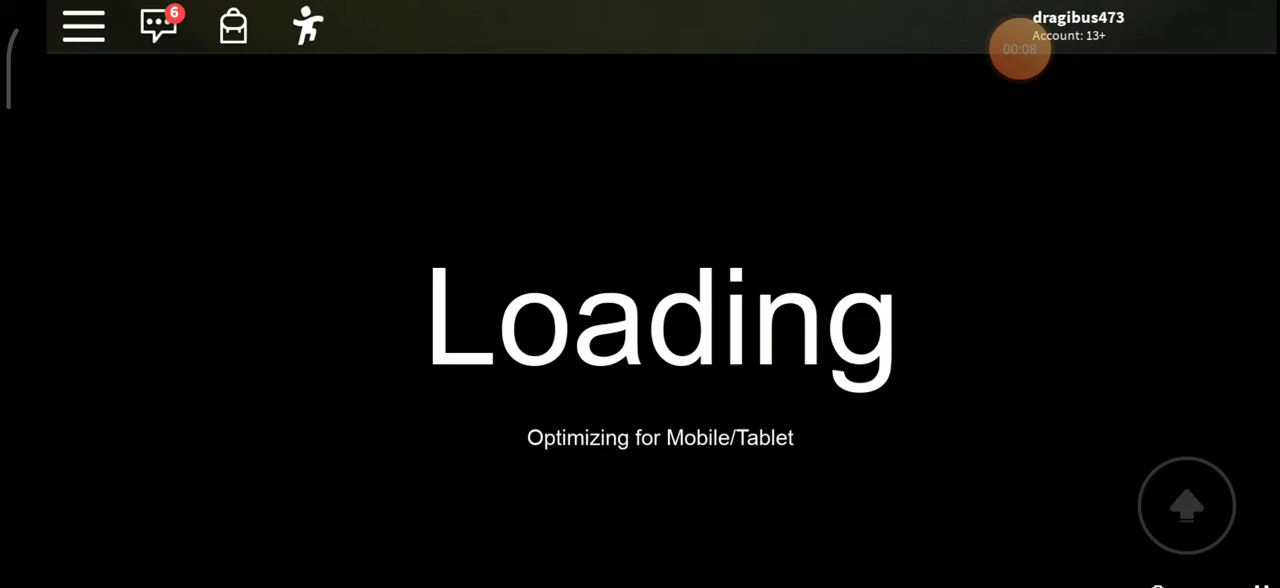 6
dragibus473
Account: 13+
00:08
Loading
Optimizing for Mobile/Tablet